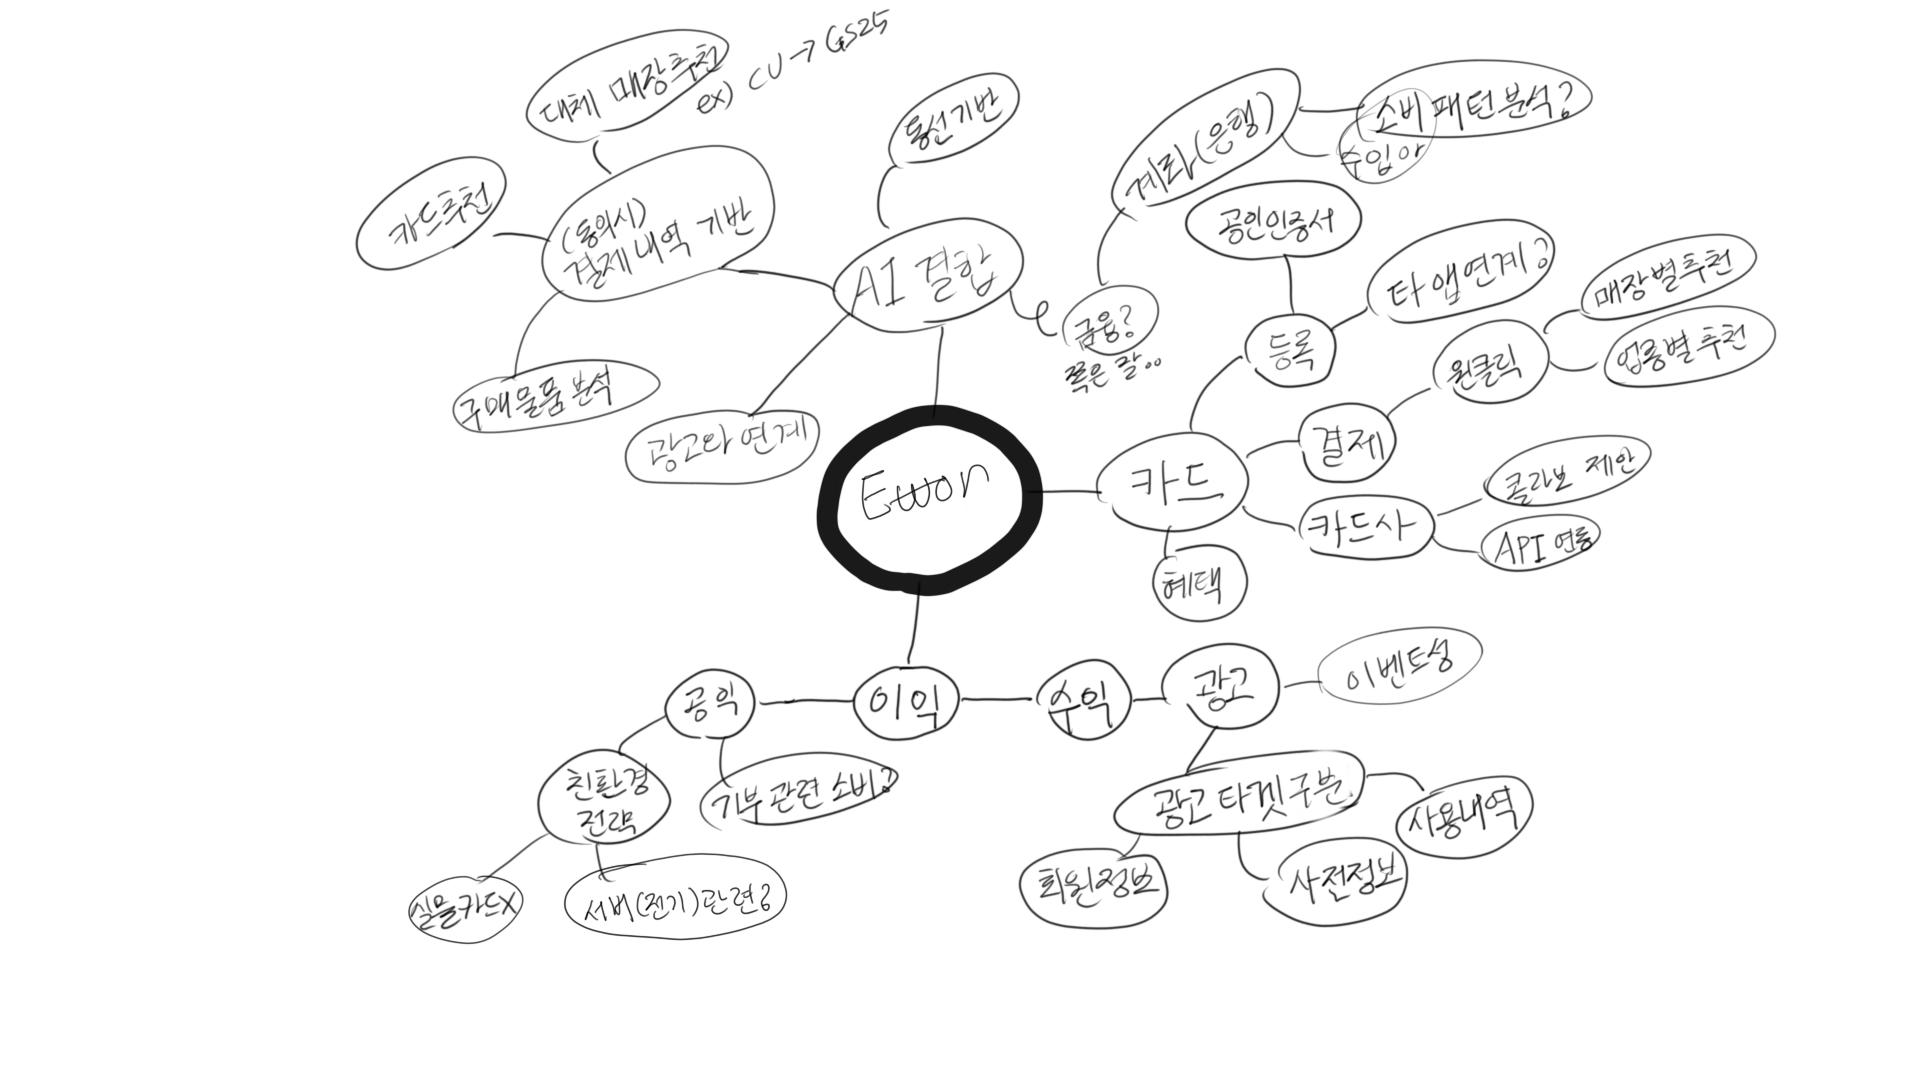 대체 매장추천
ex) CU → GS25
동선기반
카드추천
(동의시)
결제내역 기반
구매물품 분석
광고와 연계
AI 결합
금융?
쪽은 잘..
계좌(은행)
소비패턴분석?
공인인증서
타 앱 연계?
등록
매장별추천
업종별추천
원클릭
결제
Ewon
카드
카드사
콜라보 제안
API 연동
혜택
공익
이익
수익
광고
이벤트성
친환경
전략
기부 관련 소비?
실물카드X
서버(전기)관련?
광고 타겟 구분
사용내역
회원정보
사전정보